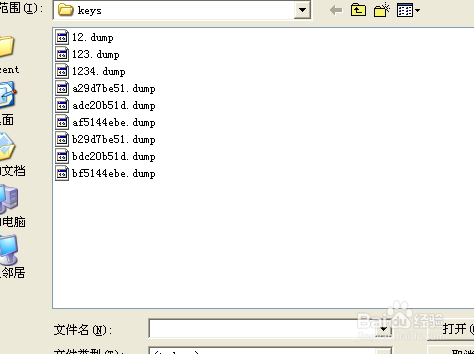 范围(I): keys
12.dump
123.dump
1234.dump
a29d7be51.dump
cent
adc20b51d.dump
面
af5144ebe.dump
b29d7be51.dump
bdc20b51d.dump
文档
bf5144ebe.dump
电脑
邻居
Baidu 经验
文件名(N): 打开(
文件类型(T):